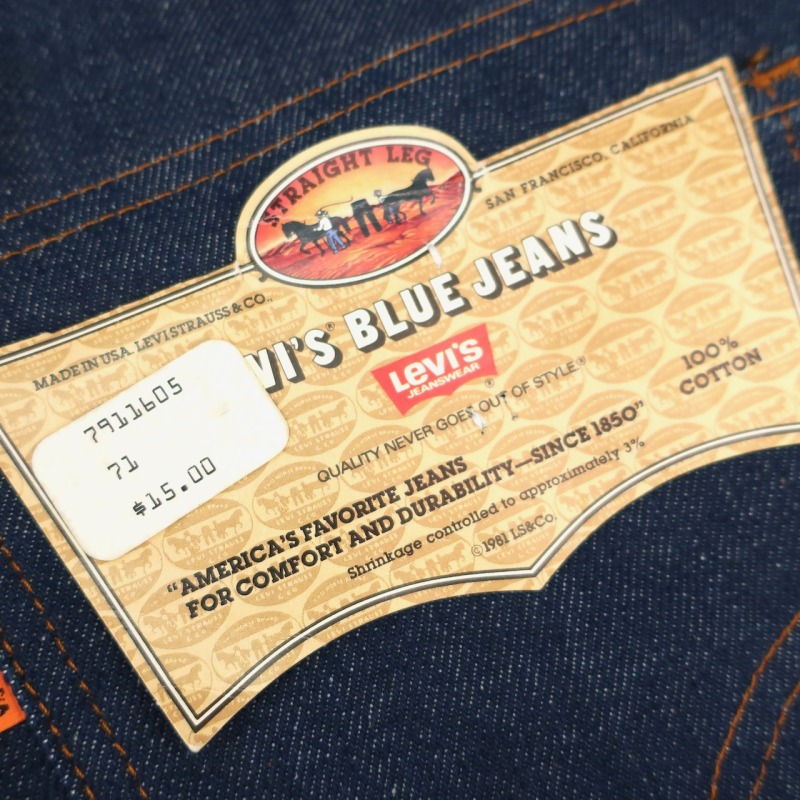 STRAIGHT LEG
MADE IN U.S.A. LEVI STRAUSS & CO.,
SAN FRANCISCO, CALIFORNIA
VI'S® BLUE JEANS
Levi's®
JEANSWEAR
QUALITY NEVER GOES OUT OF STYLE.®
100%
COTTON
7911605
71
$15.00
“AMERICA'S FAVORITE JEANS
FOR COMFORT AND DURABILITY—SINCE 1850”
Shrinkage controlled to approximately 3%
©1981 LS&CO.